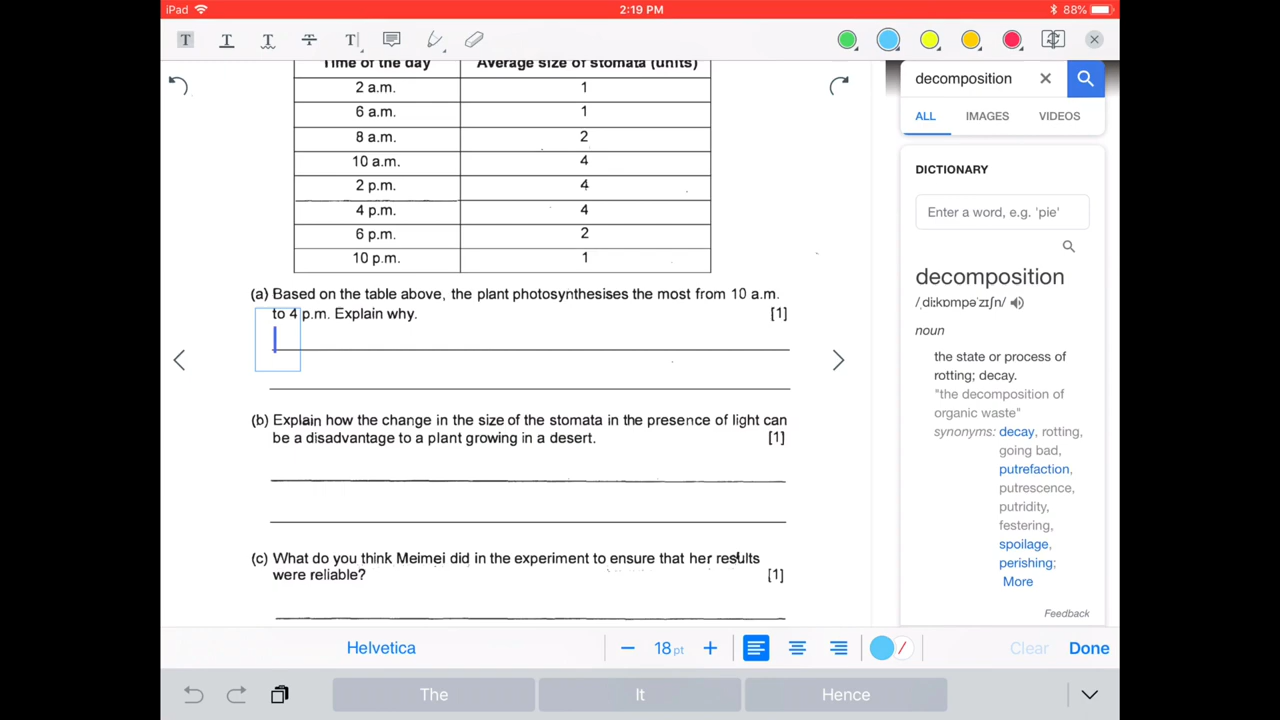 iPad 2:19 PM 88%
decomposition
ALL IMAGES VIDEOS
Time of the day Average size of stomata (units)
2 a.m. 1
6 a.m. 1
8 a.m. 2
10 a.m. 4
2 p.m. 4
4 p.m. 4
6 p.m. 2
10 p.m. 1
(a) Based on the table above, the plant photosynthesises the most from 10 a.m.
to 4 p.m. Explain why. [1]
(b) Explain how the change in the size of the stomata in the presence of light can
be a disadvantage to a plant growing in a desert. [1]
(c) What do you think Meimei did in the experiment to ensure that her results
were reliable? [1]
DICTIONARY
Enter a word, e.g. 'pie'
decomposition
/ˌdiːkɒmpəˈzɪʃn/
noun
the state or process of
rotting; decay.
"the decomposition of
organic waste"
synonyms: decay, rotting,
going bad,
putrefaction,
putrescence,
putridity,
festering,
spoilage,
perishing;
More
Feedback
Helvetica − 18pt + Clear Done
The It Hence